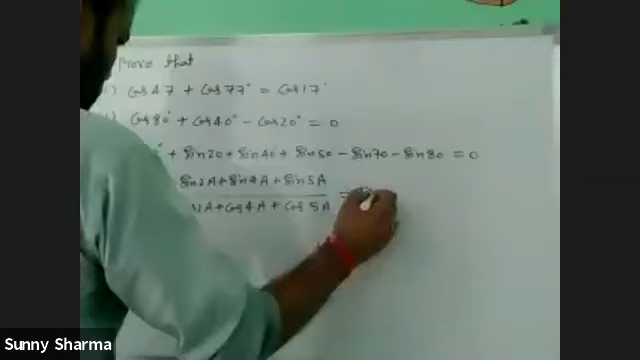 Prove that
Cos 47 + Cos 77° = Cos 17°
Cos 80° + Cos 40° - Cos 20° = 0
+ Sin 20 + Sin 40 + Sin 50 - Sin 70 - Sin 80 = 0
Sin 2A + Sin 4A + Sin 5A
+ Cos 4A + Cos 5A
=
Sunny Sharma